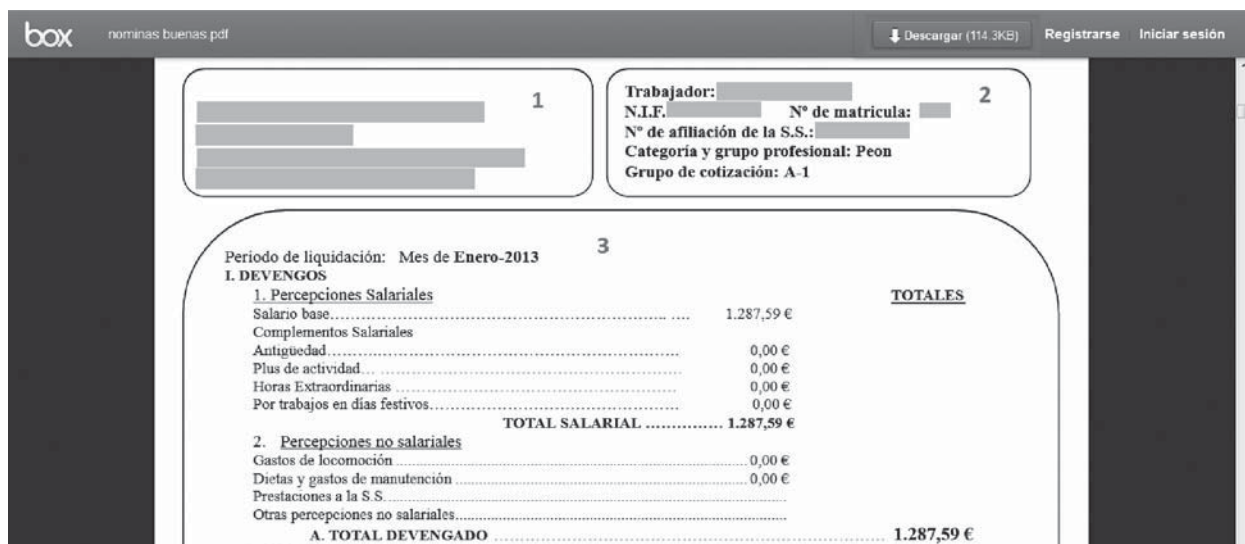 box nominas buenas.pdf Descargar (114.3KB) Registrarse Iniciar sesión
1
Trabajador:
2
N.I.F. Nº de matricula:
Nº de afiliación de la S.S.:
Categoría y grupo profesional: Peon
Grupo de cotización: A-1
3
Periodo de liquidación: Mes de Enero-2013
I. DEVENGOS
1. Percepciones Salariales TOTALES
Salario base.................................................................. .... 1.287,59 €
Complementos Salariales
Antigüedad...................................................................... 0,00 €
Plus de actividad... ............................................................ 0,00 €
Horas Extraordinarias ......................................................... 0,00 €
Por trabajos en días festivos.................................................. 0,00 €
TOTAL SALARIAL ............... 1.287,59 €
2. Percepciones no salariales
Gastos de locomoción ......................................................................0,00 €
Dietas y gastos de manutención .........................................................0,00 €
Prestaciones a la S.S.................................................................................
Otras percepciones no salariales.................................................................
A. TOTAL DEVENGADO ................................................................................ 1.287,59 €